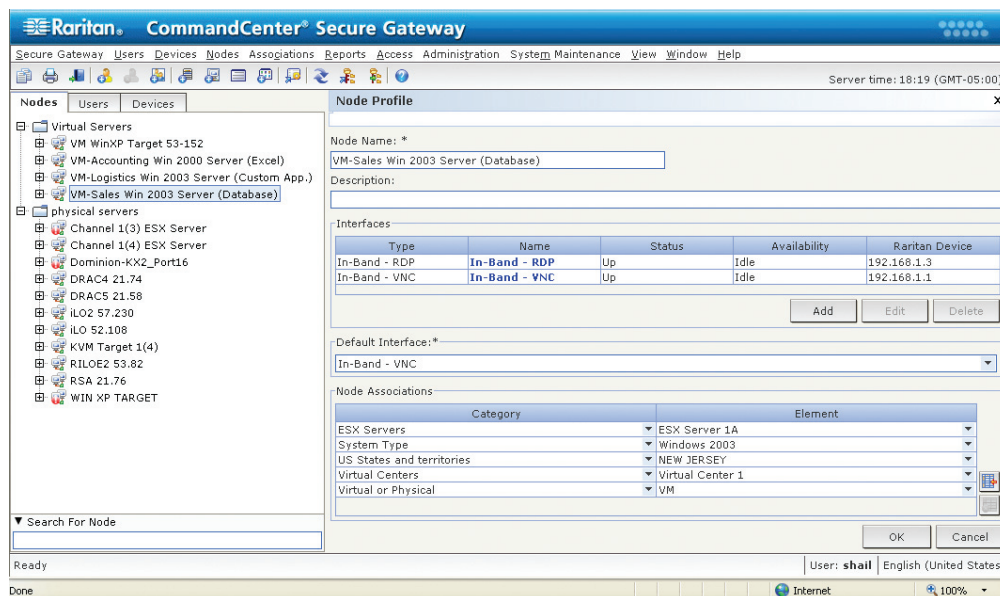 Raritan. CommandCenter® Secure Gateway
Secure Gateway Users Devices Nodes Associations Reports Access Administration System Maintenance View Window Help
Server time: 18:19 (GMT-05:00)
Nodes Users Devices
Virtual Servers
VM WinXP Target 53-152
VM-Accounting Win 2000 Server (Excel)
VM-Logistics Win 2003 Server (Custom App.)
VM-Sales Win 2003 Server (Database)
physical servers
Channel 1(3) ESX Server
Channel 1(4) ESX Server
Dominion-KX2_Port16
DRAC4 21.74
DRAC5 21.58
iLO2 57.230
iLO 52.108
KVM Target 1(4)
RILOE2 53.82
RSA 21.76
WIN XP TARGET
Search For Node
Node Profile x
Node Name: *
VM-Sales Win 2003 Server (Database)
Description:
Interfaces
Type Name Status Availability Raritan Device
In-Band - RDP In-Band - RDP Up Idle 192.168.1.3
In-Band - VNC In-Band - VNC Up Idle 192.168.1.1
Add Edit Delete
Default Interface:*
In-Band - VNC
Node Associations
Category Element
ESX Servers ESX Server 1A
System Type Windows 2003
US States and territories NEW JERSEY
Virtual Centers Virtual Center 1
Virtual or Physical VM
OK Cancel
Ready User: shail English (United States
Done Internet 100%